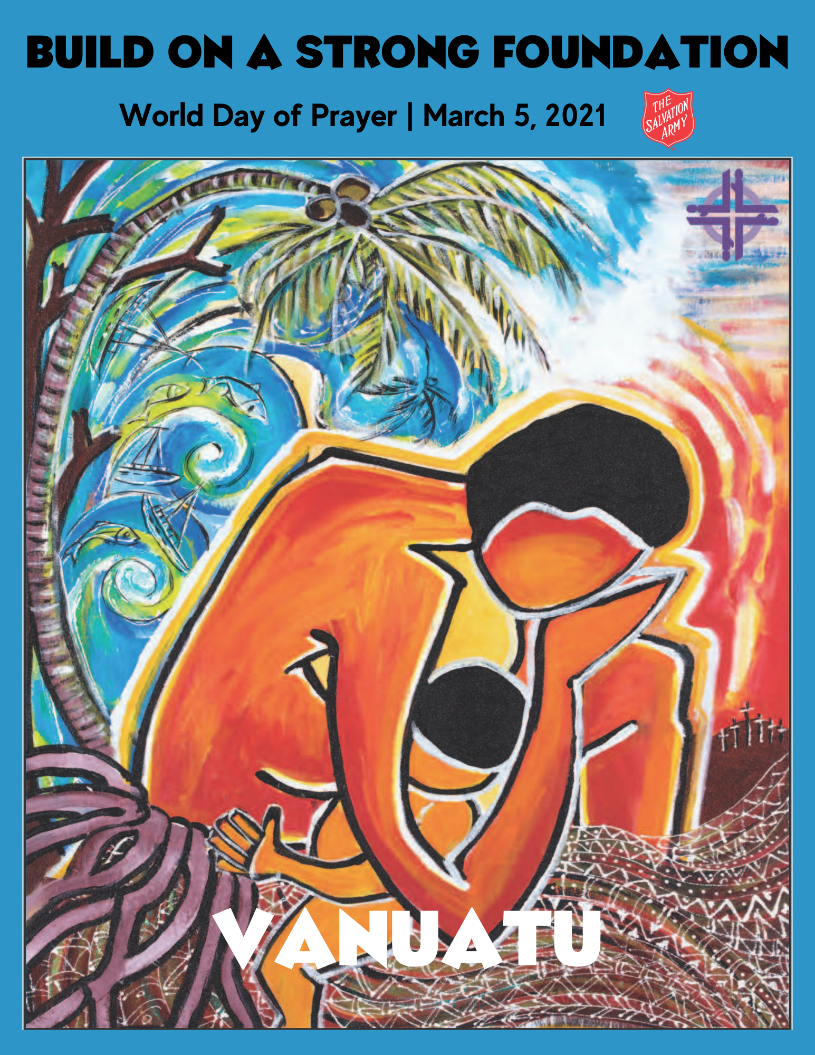 BUILD ON A STRONG FOUNDATION
World Day of Prayer | March 5, 2021
THE
SALVATION
ARMY
VANUATU